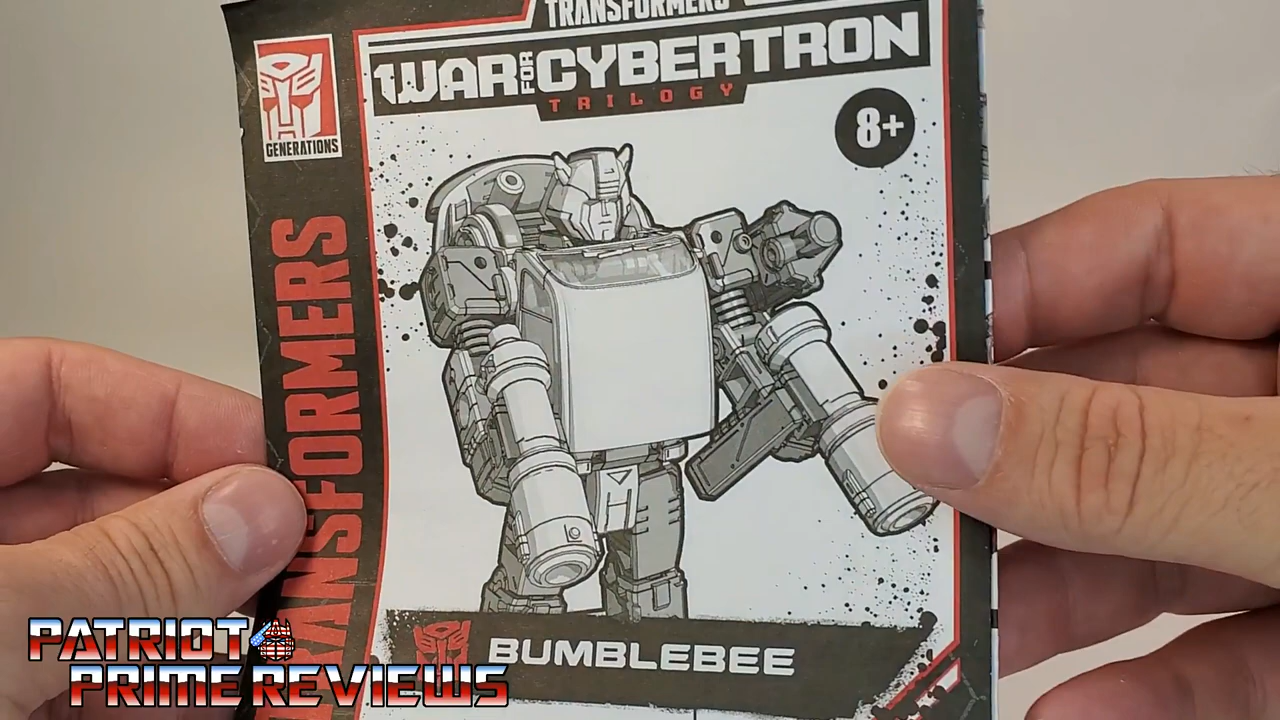 TRANSFORMERS
WAR FOR CYBERTRON
TRILOGY
8+
GENERATIONS
TRANSFORMERS
BUMBLEBEE
PATRIOT
PRIME REVIEWS